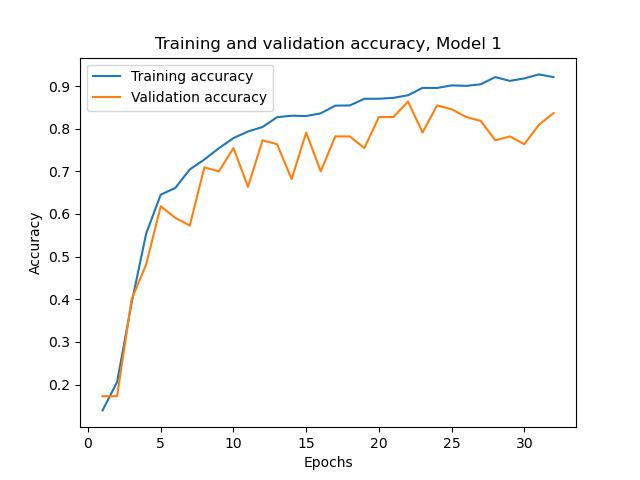 Training and validation accuracy, Model 1
Training accuracy
Validation accuracy
0.9
0.8
0.7
0.6
0.5
0.4
0.3
0.2
Accuracy
0 5 10 15 20 25 30
Epochs